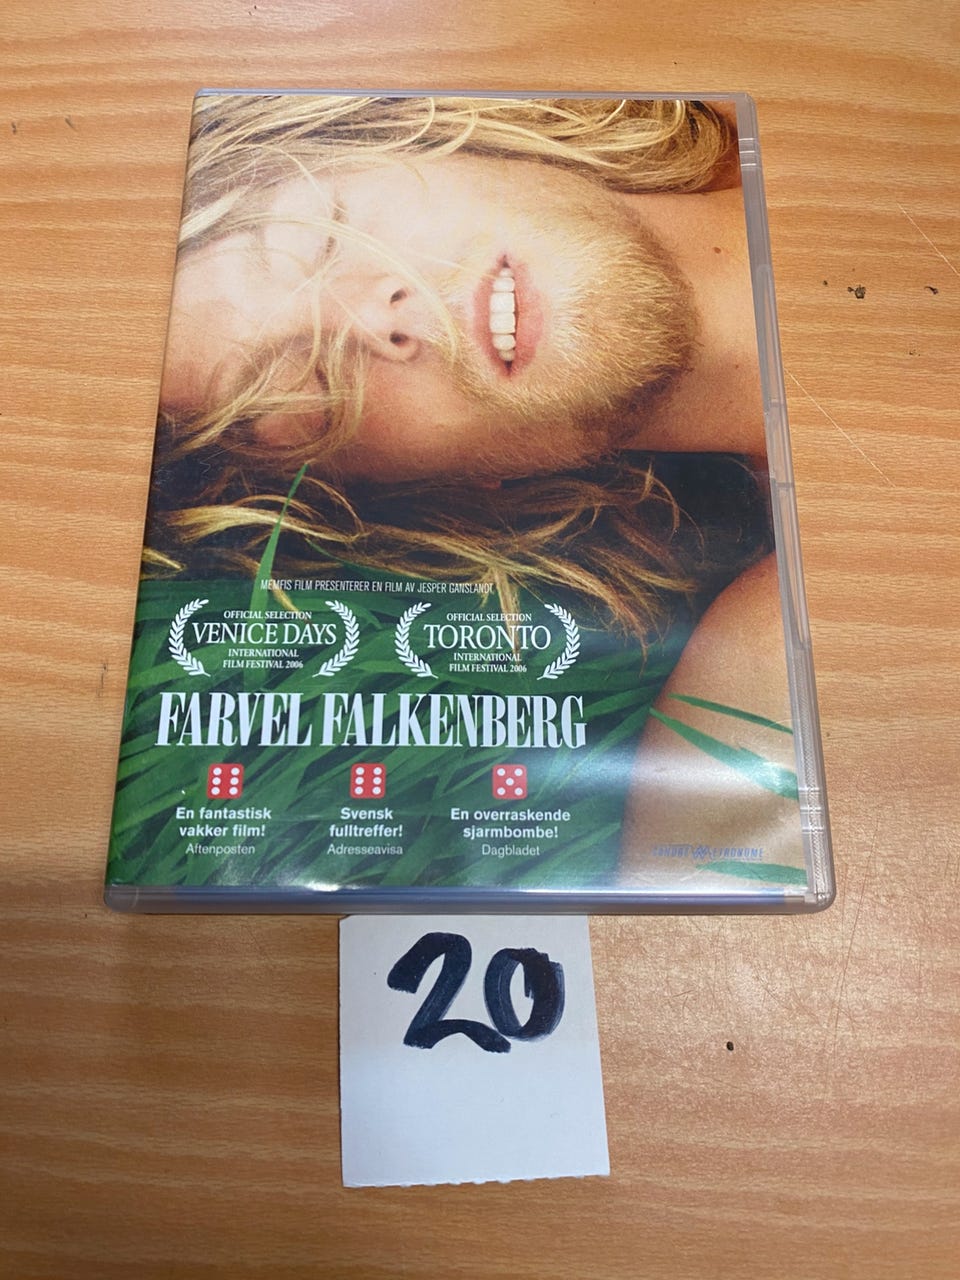 MEMFIS FILM PRESENTERER EN FILM AV JESPER GANSLANDT
OFFICIAL SELECTION
VENICE DAYS
INTERNATIONAL
FILM FESTIVAL 2006
OFFICIAL SELECTION
TORONTO
INTERNATIONAL
FILM FESTIVAL 2006
FARVEL FALKENBERG
En fantastisk
vakker film!
Aftenposten
Svensk
fulltreffer!
Adresseavisa
En overraskende
sjarmbombe!
Dagbladet
SANDREW METRONOME
20